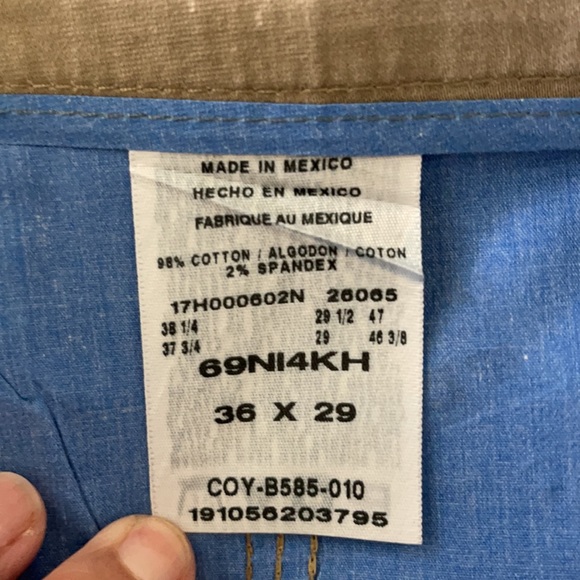 MADE IN MEXICO
HECHO EN MEXICO
FABRIQUE AU MEXIQUE
98% COTTON / ALGODON / COTON
2% SPANDEX
17H000602N 26065
38 1/4 29 1/2 47
37 3/4 29 46 3/8
69NI4KH
36 X 29
COY-B585-010
191056203795